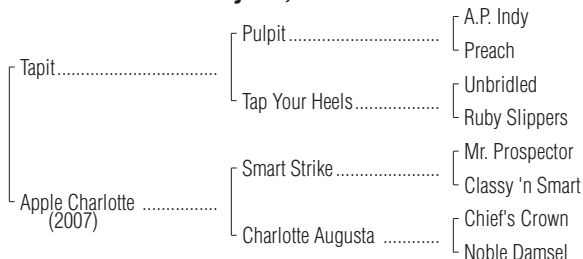 A.P. Indy
Pulpit
Preach
Tapit
Unbridled
Tap Your Heels
Ruby Slippers
Mr. Prospector
Smart Strike
Classy 'n Smart
Apple Charlotte
(2007)
Chief's Crown
Charlotte Augusta
Noble Damsel